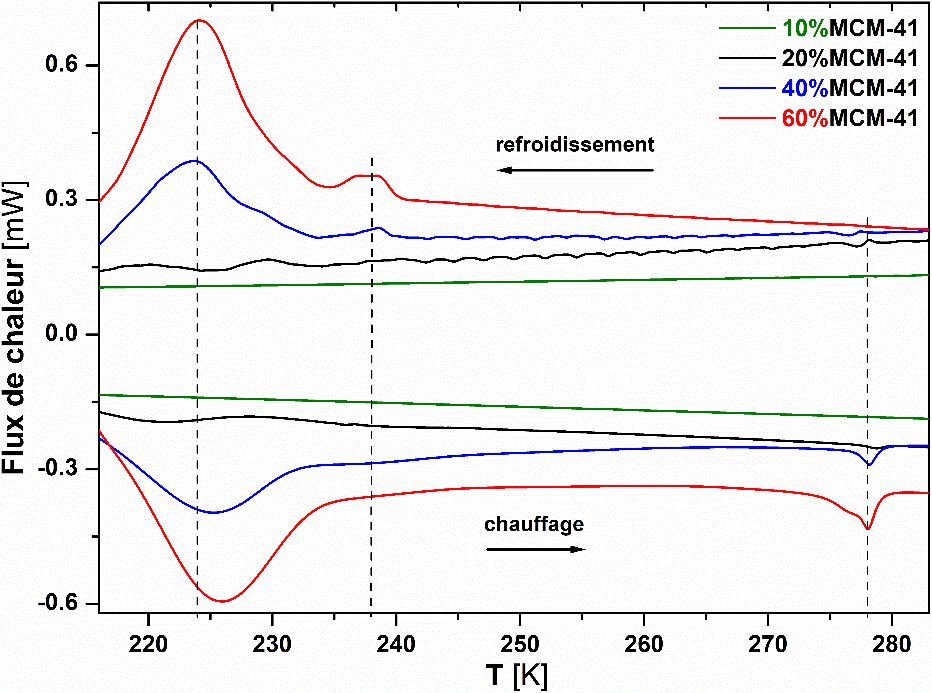 10%MCM-41
20%MCM-41
40%MCM-41
60%MCM-41
refroidissement
chauffage
Flux de chaleur [mW]
0.6
0.3
0.0
-0.3
-0.6
220 230 240 250 260 270 280
T [K]